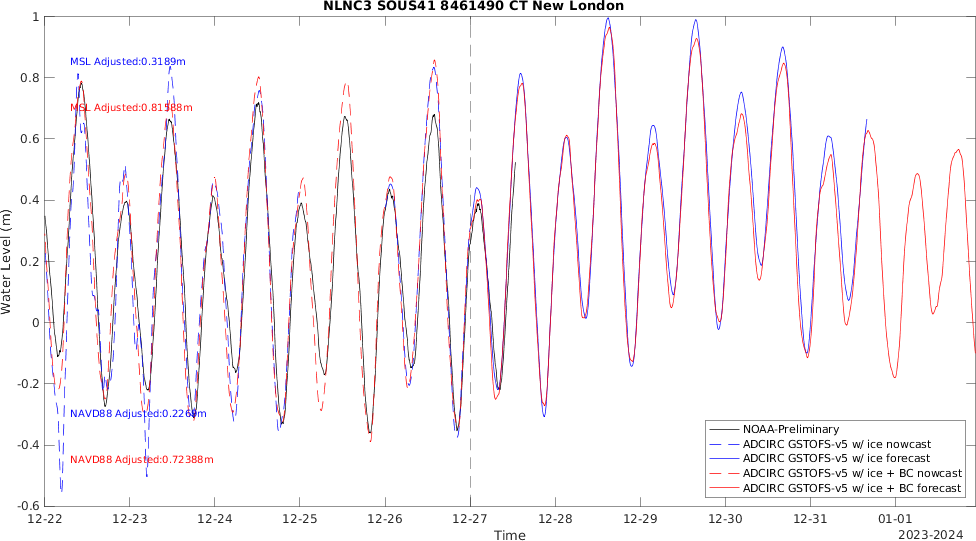 NLNC3 SOUS41 8461490 CT New London
1
0.8
0.6
0.4
0.2
0
-0.2
-0.4
-0.6
Water Level (m)
MSL Adjusted:0.3189m
MSL Adjusted:0.81588m
NAVD88 Adjusted:0.2269m
NAVD88 Adjusted:0.72388m
NOAA-Preliminary
ADCIRC GSTOFS-v5 w/ ice nowcast
ADCIRC GSTOFS-v5 w/ ice forecast
ADCIRC GSTOFS-v5 w/ ice + BC nowcast
ADCIRC GSTOFS-v5 w/ ice + BC forecast
12-22 12-23 12-24 12-25 12-26 12-27 12-28 12-29 12-30 12-31 01-01
Time
2023-2024